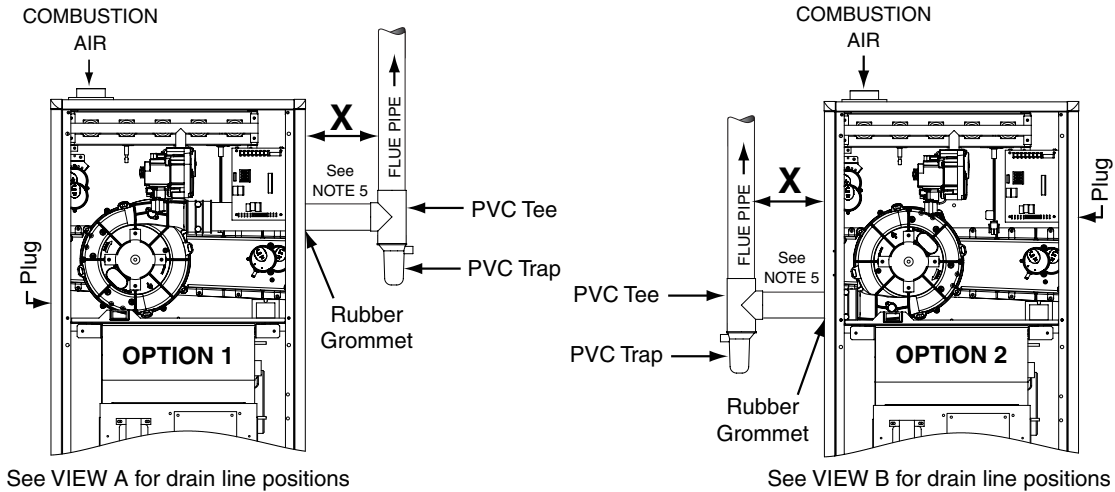 COMBUSTION
AIR
X
FLUE PIPE
See
NOTE 5
PVC Tee
PVC Trap
Plug
Rubber
Grommet
OPTION 1
See VIEW A for drain line positions
COMBUSTION
AIR
FLUE PIPE
X
See
NOTE 5
Plug
PVC Tee
PVC Trap
Rubber
Grommet
OPTION 2
See VIEW B for drain line positions